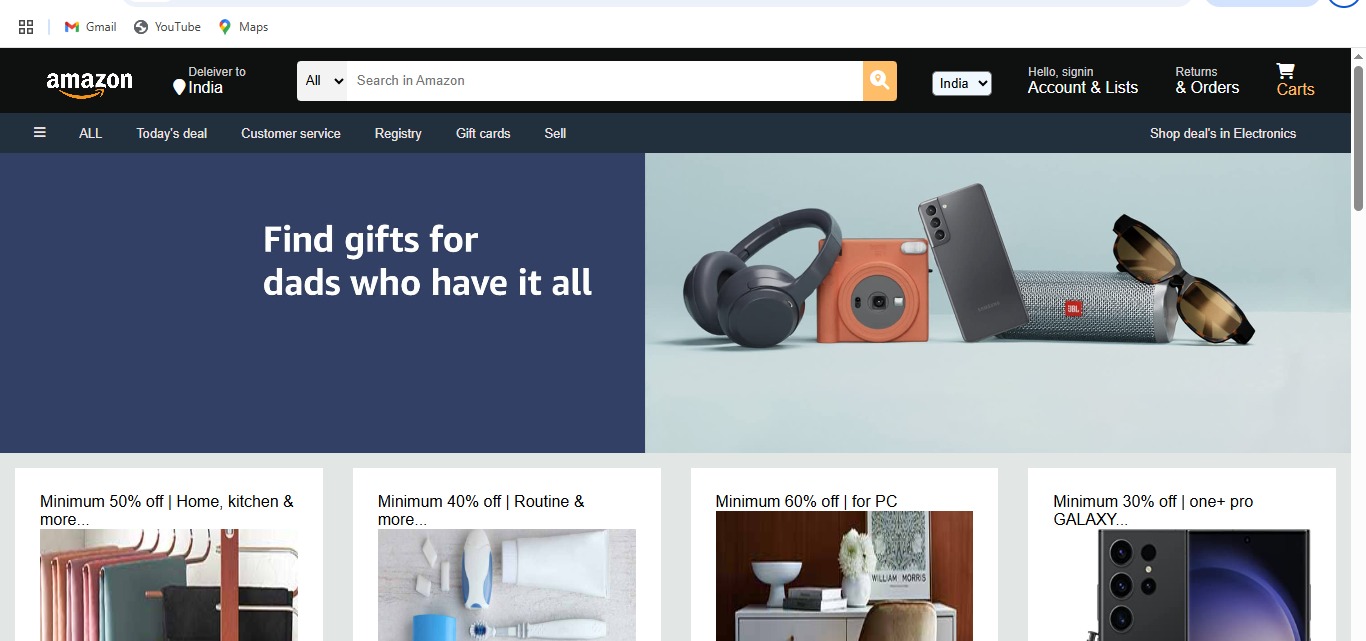 Gmail YouTube Maps
amazon
Deleiver to
India
All Search in Amazon
India
Hello, signin
Account & Lists
Returns
& Orders
Carts
ALL Today's deal Customer service Registry Gift cards Sell Shop deal's in Electronics
Find gifts for
dads who have it all
SAMSUNG
JBL
Minimum 50% off | Home, kitchen &
more...
Minimum 40% off | Routine &
more...
Minimum 60% off | for PC
WILLIAM MORRIS
Minimum 30% off | one+ pro
GALAXY...